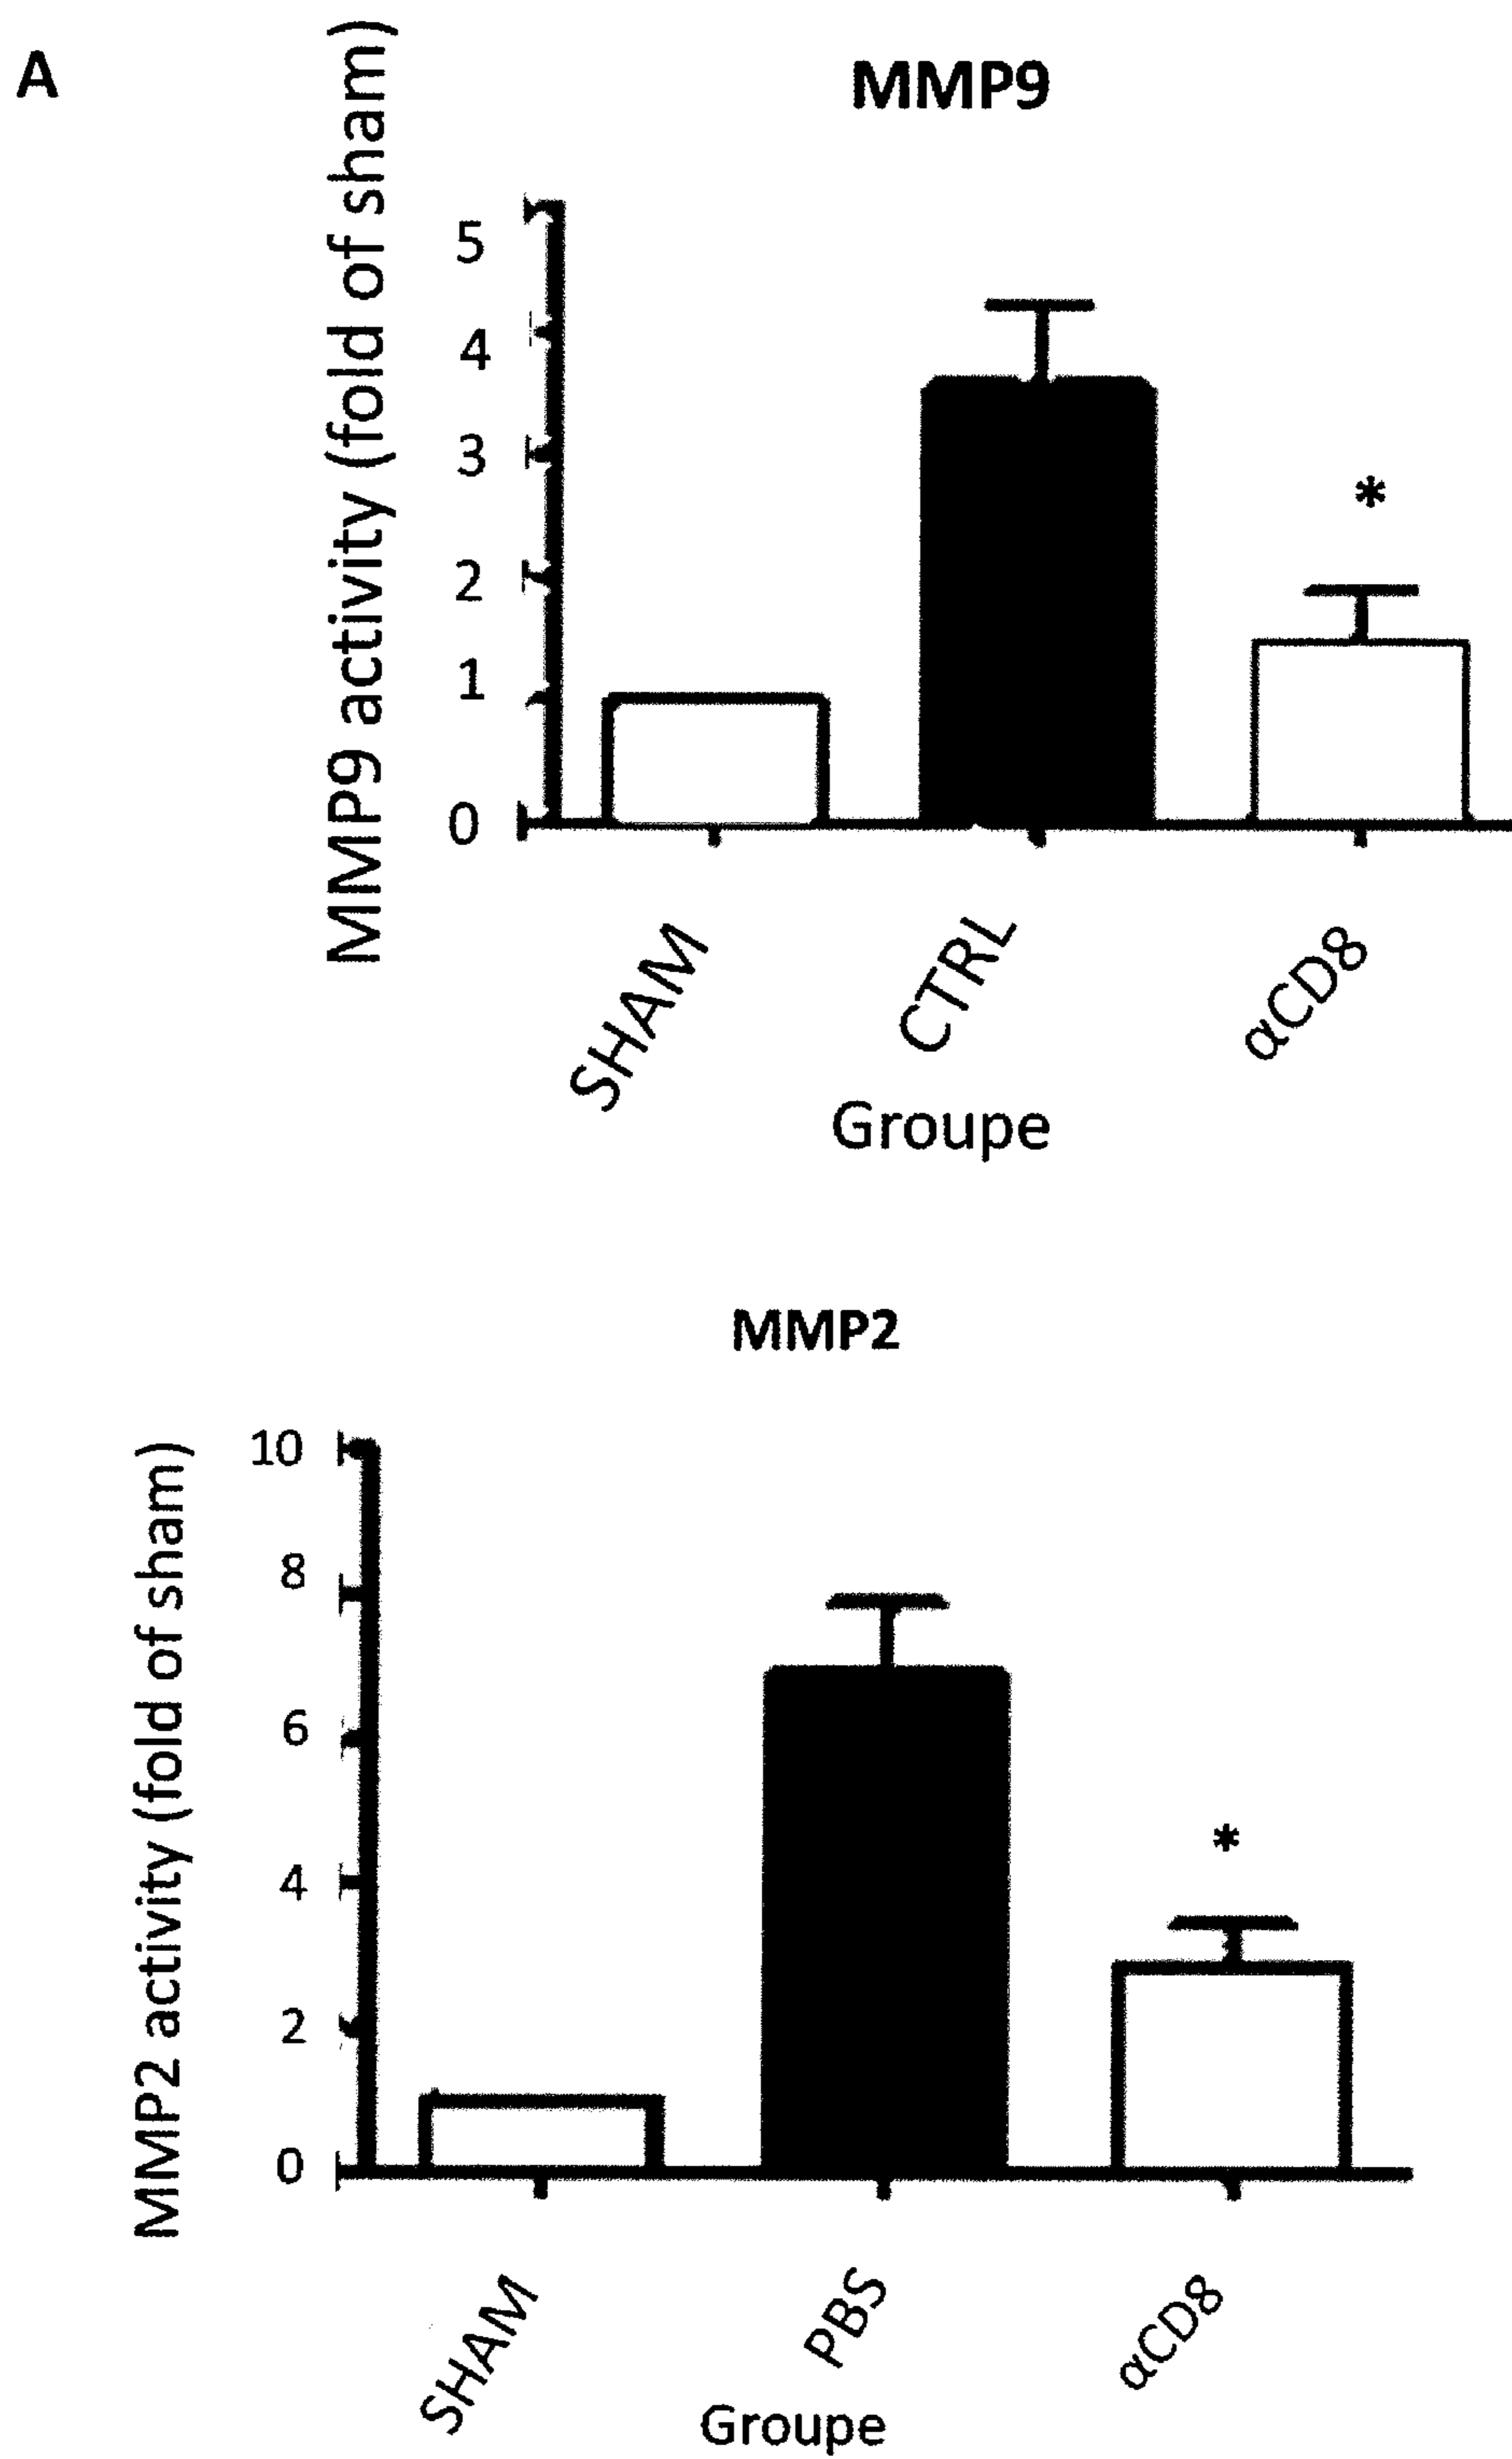 A
MMP9
MMP9 activity (fold of sham)
5
4
3
2
1
0
*
SHAM
CTRL
αCD8
Groupe
MMP2
MMP2 activity (fold of sham)
10
8
6
4
2
0
*
SHAM
PBS
αCD8
Groupe